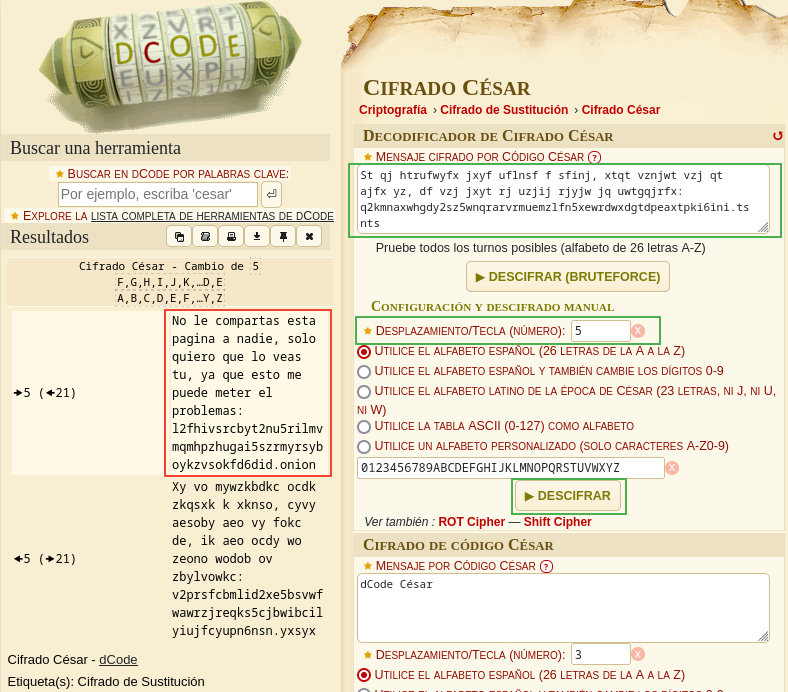 X Z V R T
D C O D E
E U X P L
Buscar una herramienta
★ Buscar en dCode por palabras clave:
Por ejemplo, escriba 'cesar'
★ Explore la lista completa de herramientas de dCode
Resultados
Cifrado César - Cambio de 5
F,G,H,I,J,K,…D,E
A,B,C,D,E,F,…Y,Z
➔5 (←21)
No le compartas esta
pagina a nadie, solo
quiero que lo veas
tu, ya que esto me
puede meter el
problemas:
l2fhivsrcbyt2nu5rilmv
mqmhpzhugai5szrmyrsyb
oykzvsokfd6did.onion
←5 (➔21)
Xy vo mywzkbdkc ocdk
zkqsxk k xknso, cyvy
aesoby aeo vy fokc
de, ik aeo ocdy wo
zeono wodob ov
zbylvowkc:
v2prsfcbmlid2xe5bsvwf
wawrzjreqks5cjbwibcil
yiujfcyupn6nsn.yxsyx
Cifrado César - dCode
Etiqueta(s): Cifrado de Sustitución
Cifrado César
Criptografía › Cifrado de Sustitución › Cifrado César
Decodificador de Cifrado César
★ Mensaje cifrado por Código César ?
St qj htrufwyfx jxyf uflnsf f sfinj, xtqt vznjwt vzj qt
ajfx yz, df vzj jxyt rj uzjij rjyjw jq uwtgqjrfx:
q2kmnaxwhgdy2sz5wnqrarvrmuemzlfn5xewrdwxdgtdpeaxtpki6ini.ts
nts
Pruebe todos los turnos posibles (alfabeto de 26 letras A-Z)
▶ DESCIFRAR (BRUTEFORCE)
Configuración y descifrado manual
★ Desplazamiento/Tecla (número): 5 X
Utilice el alfabeto español (26 letras de la A a la Z)
Utilice el alfabeto español y también cambie los dígitos 0-9
Utilice el alfabeto latino de la época de César (23 letras, ni J, ni U,
ni W)
Utilice la tabla ASCII (0-127) como alfabeto
Utilice un alfabeto personalizado (solo caracteres A-Z0-9)
0123456789ABCDEFGHIJKLMNOPQRSTUVWXYZ X
▶ DESCIFRAR
Ver también : ROT Cipher — Shift Cipher
Cifrado de código César
★ Mensaje por Código César ?
dCode César
★ Desplazamiento/Tecla (número): 3 X
Utilice el alfabeto español (26 letras de la A a la Z)